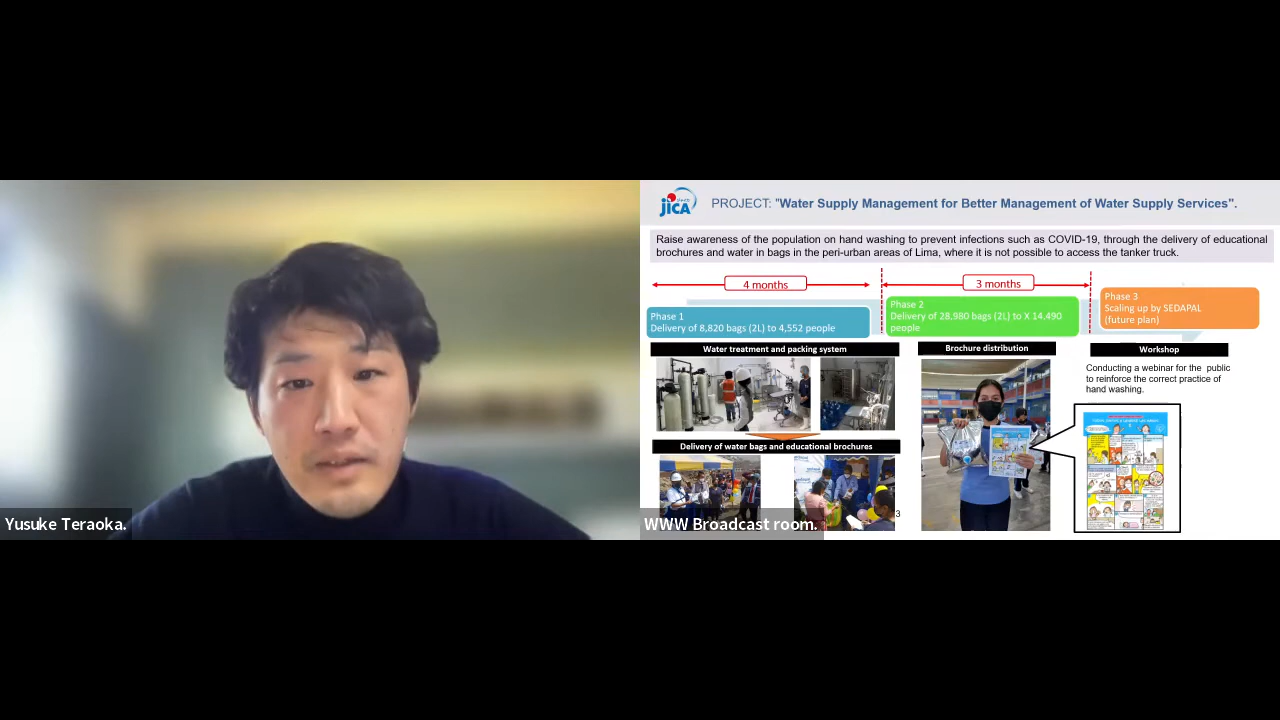 Yusuke Teraoka.
JICA
PROJECT: "Water Supply Management for Better Management of Water Supply Services".
Raise awareness of the population on hand washing to prevent infections such as COVID-19, through the delivery of educational
brochures and water in bags in the peri-urban areas of Lima, where it is not possible to access the tanker truck.
4 months
3 months
Phase 1
Delivery of 8,820 bags (2L) to 4,552 people
Phase 2
Delivery of 28,980 bags (2L) to X 14,490
people
Phase 3
Scaling up by SEDAPAL
(future plan)
Water treatment and packing system
Delivery of water bags and educational brochures
Brochure distribution
Workshop
Conducting a webinar for the public
to reinforce the correct practice of
hand washing.
3
WWW Broadcast room.